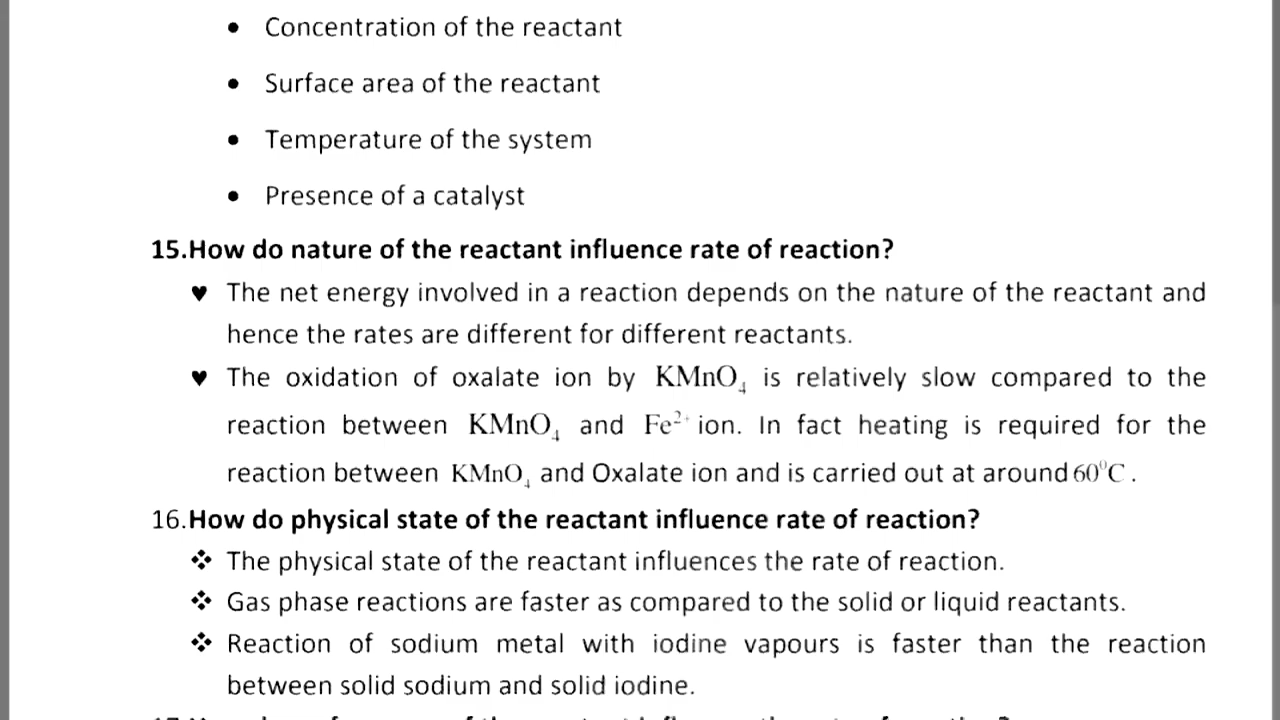 • Concentration of the reactant
• Surface area of the reactant
• Temperature of the system
• Presence of a catalyst
15.How do nature of the reactant influence rate of reaction?
♥ The net energy involved in a reaction depends on the nature of the reactant and
hence the rates are different for different reactants.
♥ The oxidation of oxalate ion by KMnO₄ is relatively slow compared to the
reaction between KMnO₄ and Fe²⁺ ion. In fact heating is required for the
reaction between KMnO₄ and Oxalate ion and is carried out at around 60⁰C .
16.How do physical state of the reactant influence rate of reaction?
❖ The physical state of the reactant influences the rate of reaction.
❖ Gas phase reactions are faster as compared to the solid or liquid reactants.
❖ Reaction of sodium metal with iodine vapours is faster than the reaction
between solid sodium and solid iodine.